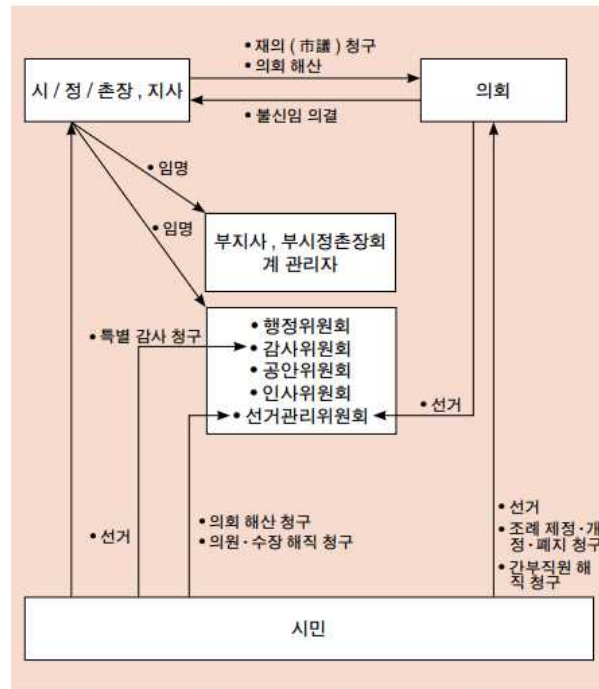 • 재의 ( 市議 ) 청구
• 의회 해산
시 / 정 / 촌장 , 지사
의회
• 불신임 의결
• 임명
• 임명
부지사 , 부시정촌장회
계 관리자
• 특별 감사 청구
• 행정위원회
• 감사위원회
• 공안위원회
• 인사위원회
• 선거관리위원회
• 선거
• 선거
• 의회 해산 청구
• 의원 · 수장 해직 청구
• 선거
• 조례 제정 · 개
정 · 폐지 청구
• 간부직원 해
직 청구
시민